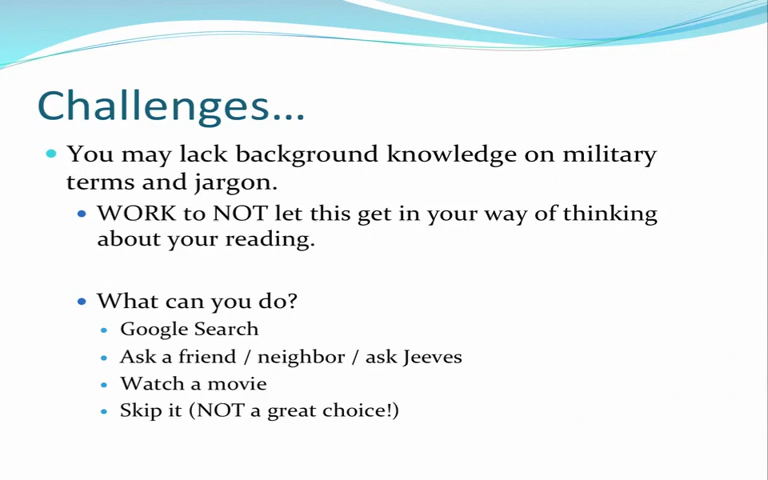 Challenges…
You may lack background knowledge on military
terms and jargon.
WORK to NOT let this get in your way of thinking
about your reading.
What can you do?
Google Search
Ask a friend / neighbor / ask Jeeves
Watch a movie
Skip it (NOT a great choice!)